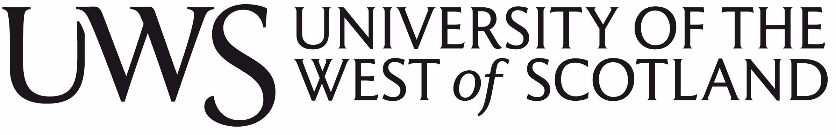 UWS UNIVERSITY OF THE
WEST of SCOTLAND